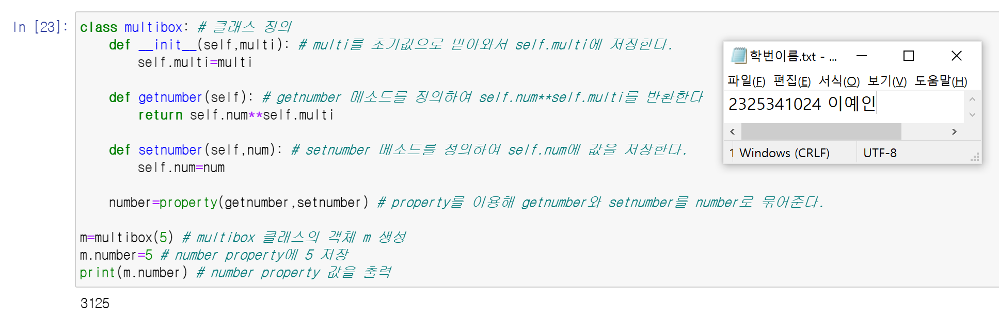 In [23]:
class multibox: # 클래스 정의
    def __init__(self,multi): # multi를 초기값으로 받아와서 self.multi에 저장한다.
        self.multi=multi
    def getnumber(self): # getnumber 메소드를 정의하여 self.num**self.multi를 반환한다
        return self.num**self.multi
    def setnumber(self,num): # setnumber 메소드를 정의하여 self.num에 값을 저장한다.
        self.num=num
    number=property(getnumber,setnumber) # property를 이용해 getnumber와 setnumber를 number로 묶어준다.
m=multibox(5) # multibox 클래스의 객체 m 생성
m.number=5 # number property에 5 저장
print(m.number) # number property 값을 출력
3125
학번이름.txt - ...
파일(F) 편집(E) 서식(O) 보기(V) 도움말(H)
2325341024 이예인
Windows (CRLF) UTF-8